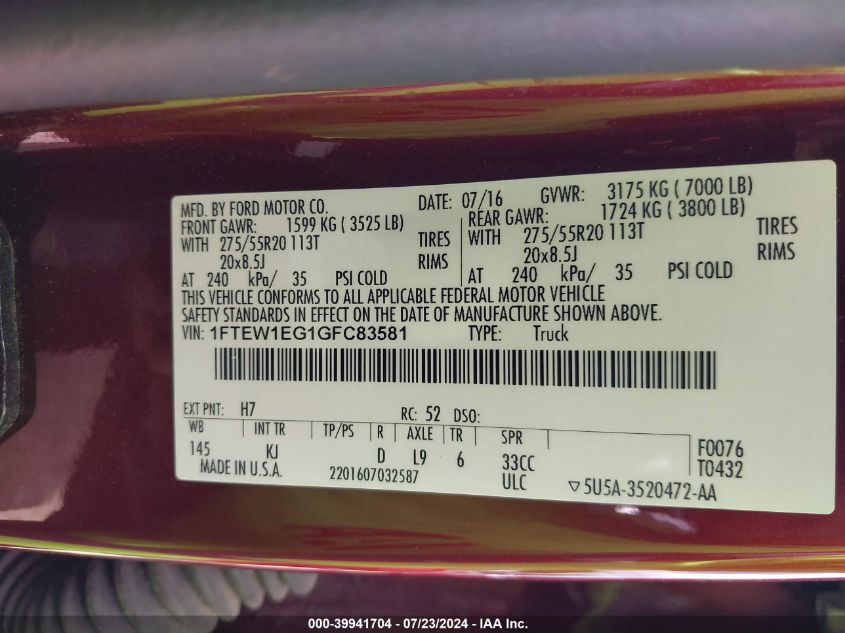 MFD. BY FORD MOTOR CO. DATE: 07/16 GVWR: 3175 KG ( 7000 LB)
FRONT GAWR: 1599 KG ( 3525 LB) REAR GAWR: 1724 KG ( 3800 LB)
WITH 275/55R20 113T TIRES WITH 275/55R20 113T TIRES
20x8.5J RIMS 20x8.5J RIMS
AT 240 kPa/ 35 PSI COLD AT 240 kPa/ 35 PSI COLD
THIS VEHICLE CONFORMS TO ALL APPLICABLE FEDERAL MOTOR VEHICLE
SAFETY STANDARDS IN EFFECT ON THE DATE OF MANUFACTURE SHOWN ABOVE.
VIN: 1FTEW1EG1GFC83581 TYPE: Truck
EXT PNT: H7 RC: 52 DSO:
WB INT TR TP/PS R AXLE TR SPR
145 KJ D L9 6 33CC F0076
MADE IN U.S.A. 2201607032587 ULC T0432
▽5U5A-3520472-AA
000-39941704 - 07/23/2024 - IAAI, Inc.